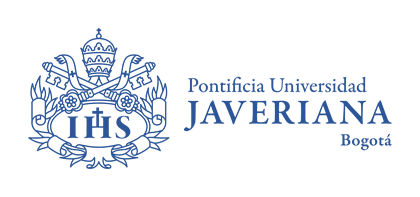 IHS
Pontificia Universidad
JAVERIANA
Bogotá